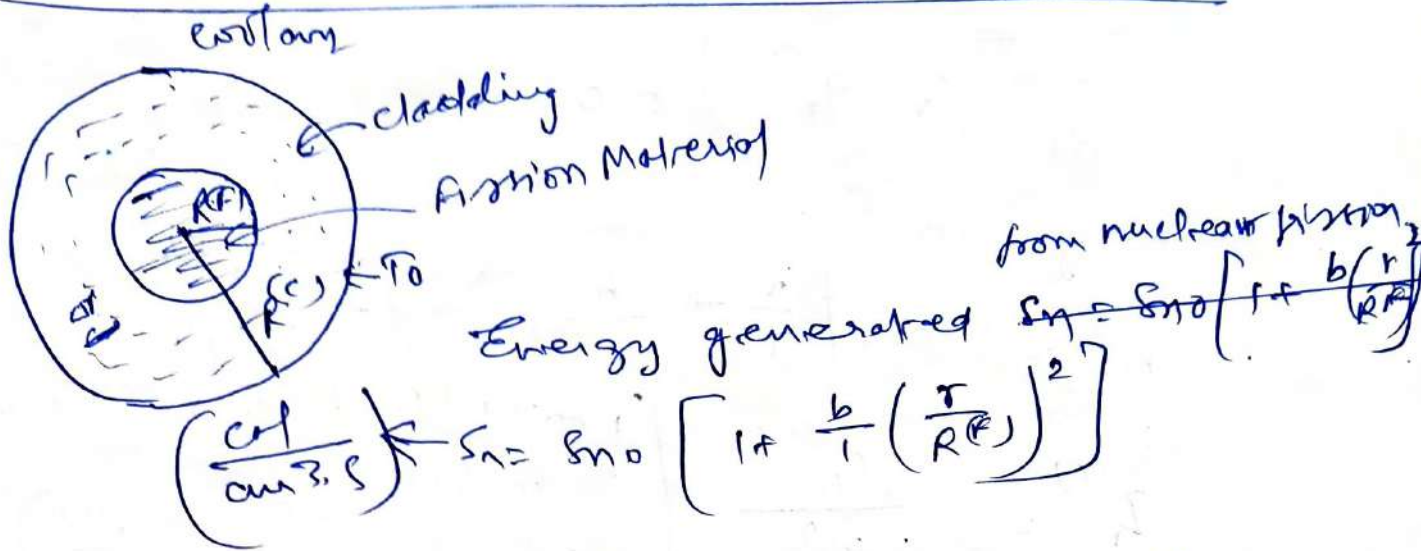 coolant
cladding
Fission Material
R(F)
R(C)
T0
from nuclear fission
Energy generated Sn = Sn0 [1 + b(r/R(F))²]
(cal/cm3.s) ← Sn = Sn0 [1 + b/1 (r/R(F))²]